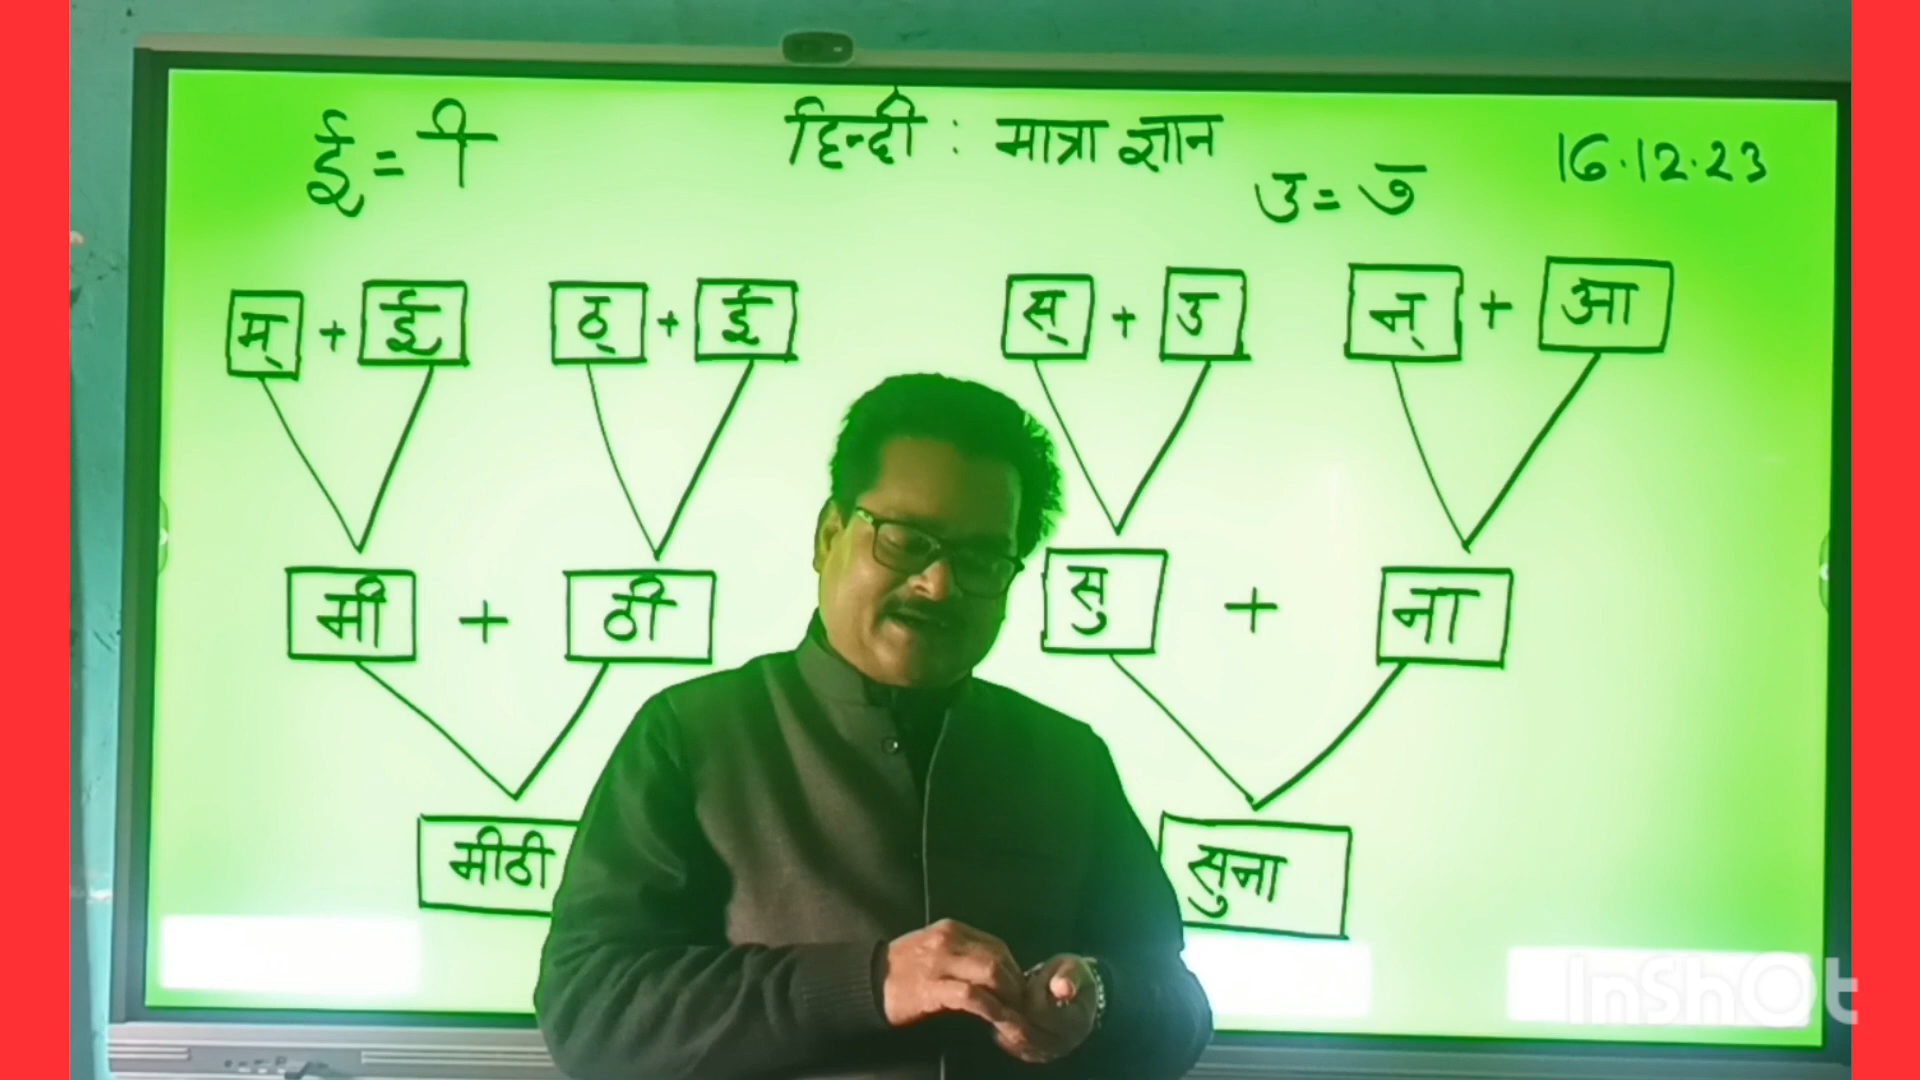 हिन्दी : मात्रा ज्ञान
16.12.23
ई = ी
उ = ु
म् + ई ठ् + ई स् + उ न् + आ
मी + ठी सु + ना
मीठी सुना
InShOt